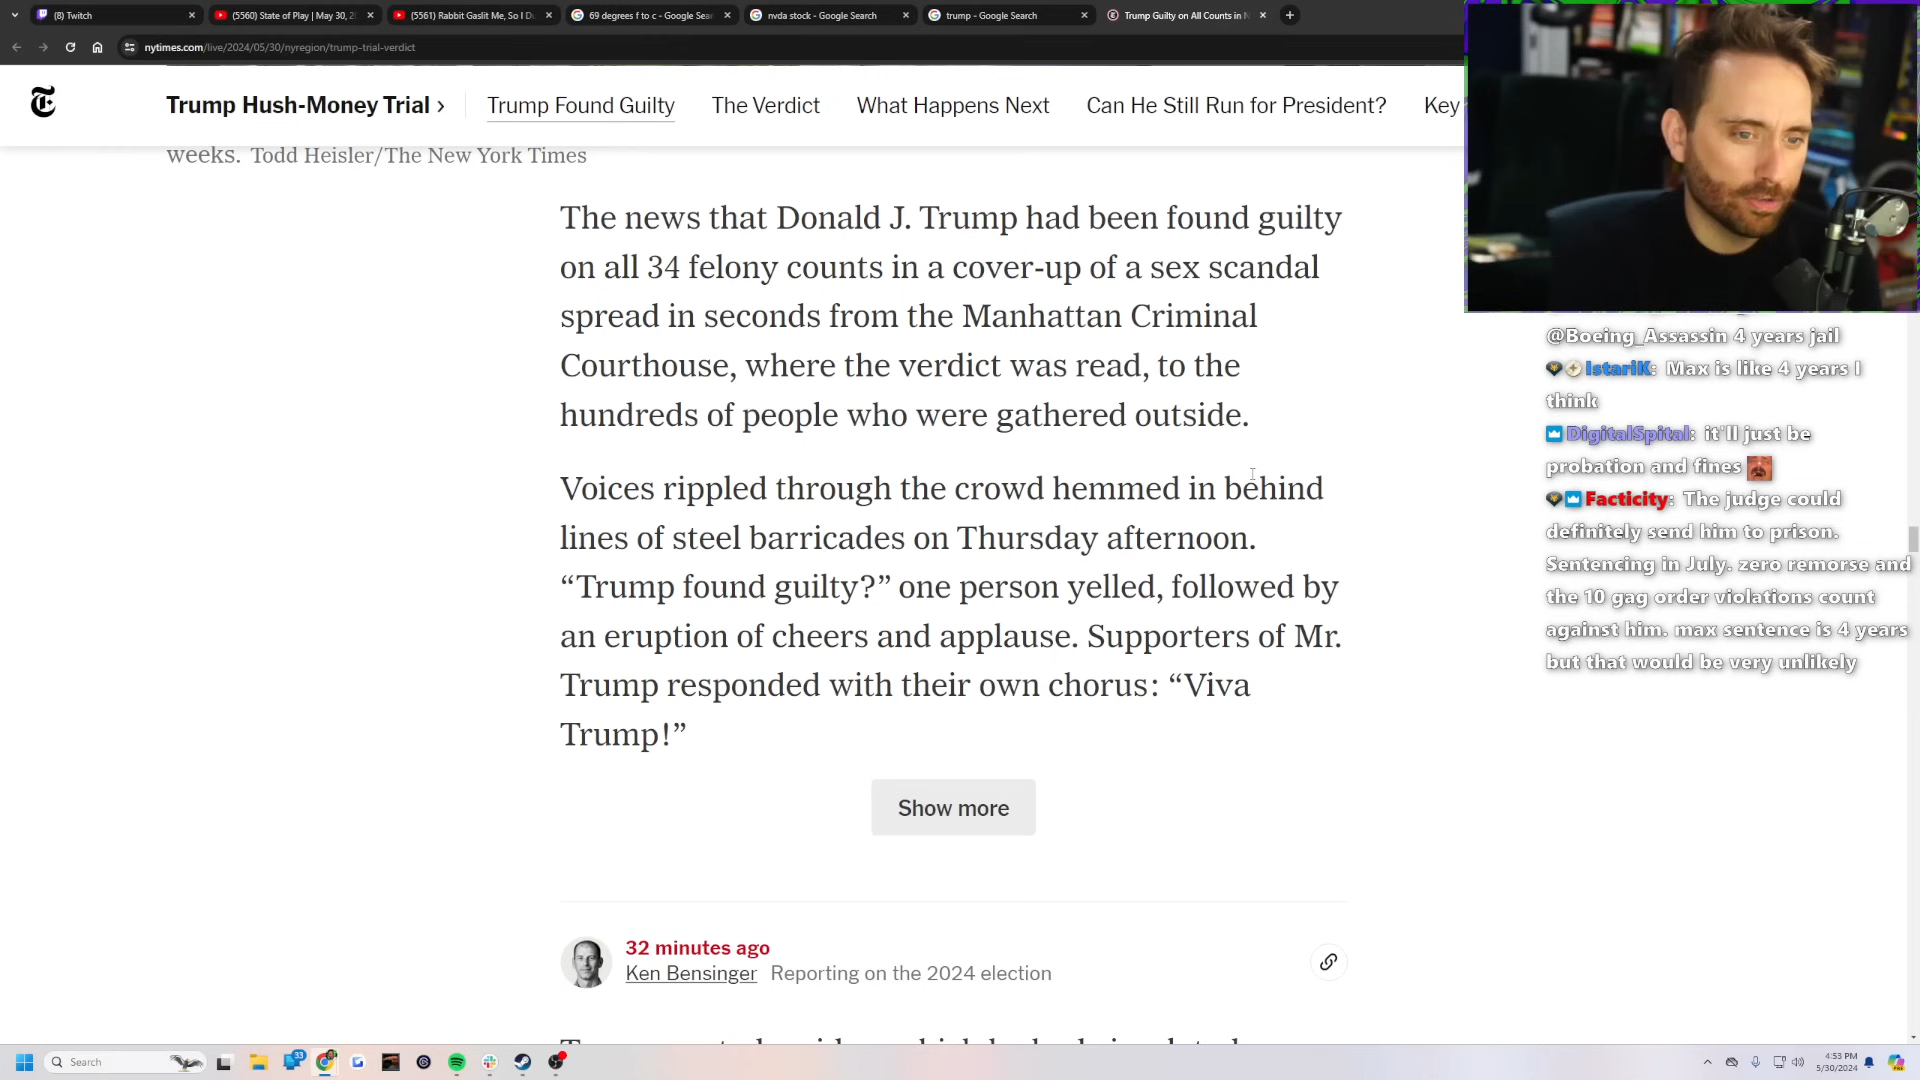 (8) Twitch
(5560) State of Play | May 30, 2
(5561) Rabbit Gaslit Me, So I D
69 degrees f to c - Google Sea
nvda stock - Google Search
trump - Google Search
Trump Guilty on All Counts in N
nytimes.com/live/2024/05/30/nyregion/trump-trial-verdict
Trump Hush-Money Trial ›
Trump Found Guilty
The Verdict
What Happens Next
Can He Still Run for President?
Key
weeks. Todd Heisler/The New York Times
The news that Donald J. Trump had been found guilty
on all 34 felony counts in a cover-up of a sex scandal
spread in seconds from the Manhattan Criminal
Courthouse, where the verdict was read, to the
hundreds of people who were gathered outside.
Voices rippled through the crowd hemmed in behind
lines of steel barricades on Thursday afternoon.
“Trump found guilty?” one person yelled, followed by
an eruption of cheers and applause. Supporters of Mr.
Trump responded with their own chorus: “Viva
Trump!”
Show more
32 minutes ago
Ken Bensinger Reporting on the 2024 election
@Boeing_Assassin 4 years jail
IstariK: Max is like 4 years I
think
DigitalSpital: it'll just be
probation and fines
Facticity: The judge could
definitely send him to prison.
Sentencing in July. zero remorse and
the 10 gag order violations count
against him. max sentence is 4 years
but that would be very unlikely
Search
33
4:53 PM
5/30/2024